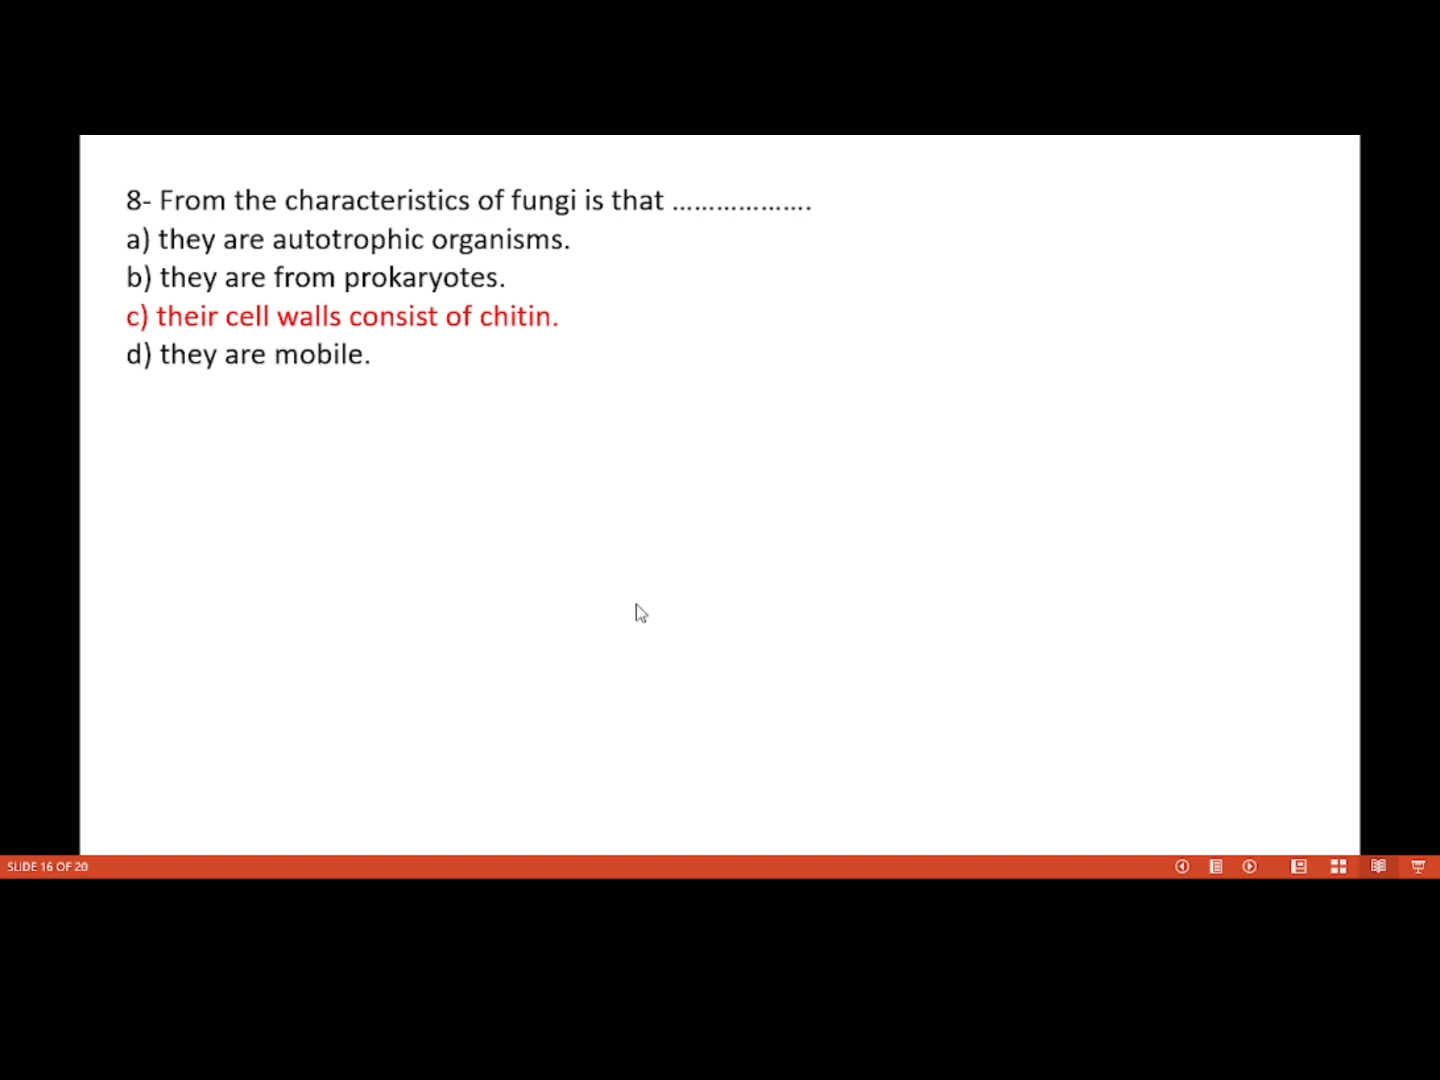 8- From the characteristics of fungi is that ...................
a) they are autotrophic organisms.
b) they are from prokaryotes.
c) their cell walls consist of chitin.
d) they are mobile.
SLIDE 16 OF 20